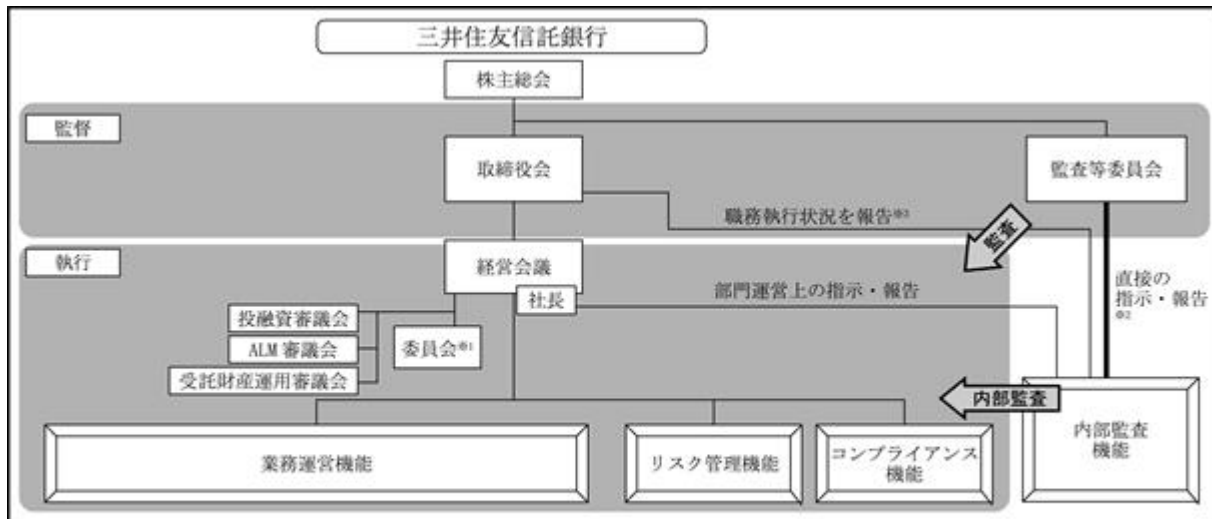 三井住友信託銀行
株主総会
監督
取締役会
監査等委員会
職務執行状況を報告※3
監査
執行
経営会議
社長
部門運営上の指示・報告
直接の
指示・報告
※2
投融資審議会
ALM 審議会
受託財産運用審議会
委員会※1
内部監査
業務運営機能
リスク管理機能
コンプライアンス
機能
内部監査
機能